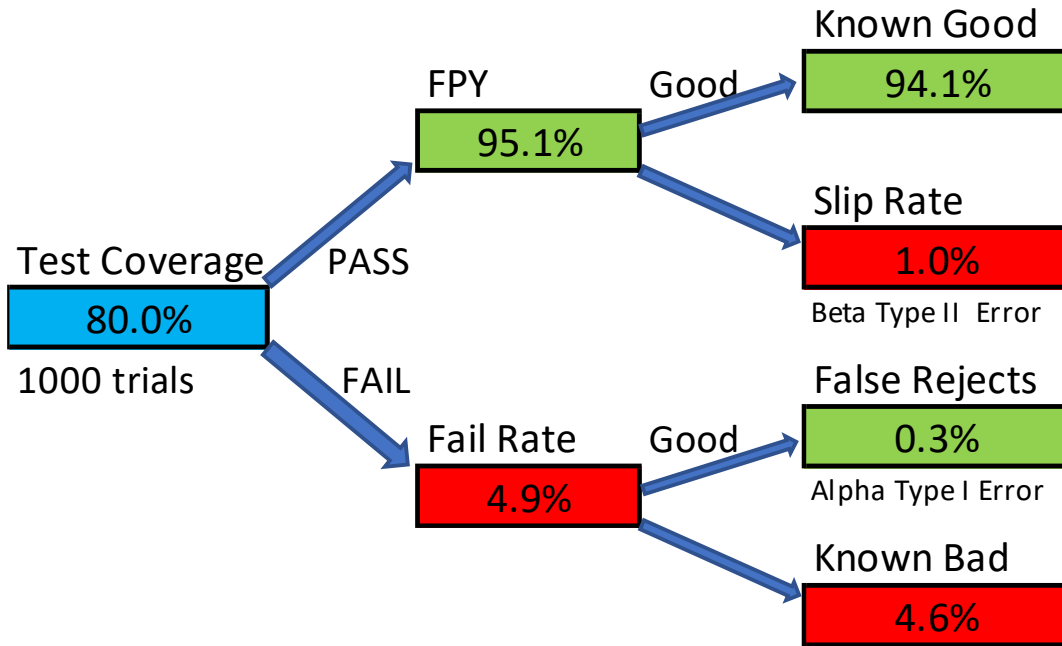 Known Good
94.1%
FPY
Good
95.1%
Slip Rate
1.0%
Beta Type II Error
Test Coverage
PASS
80.0%
1000 trials
FAIL
False Rejects
0.3%
Alpha Type I Error
Fail Rate
Good
4.9%
Known Bad
4.6%